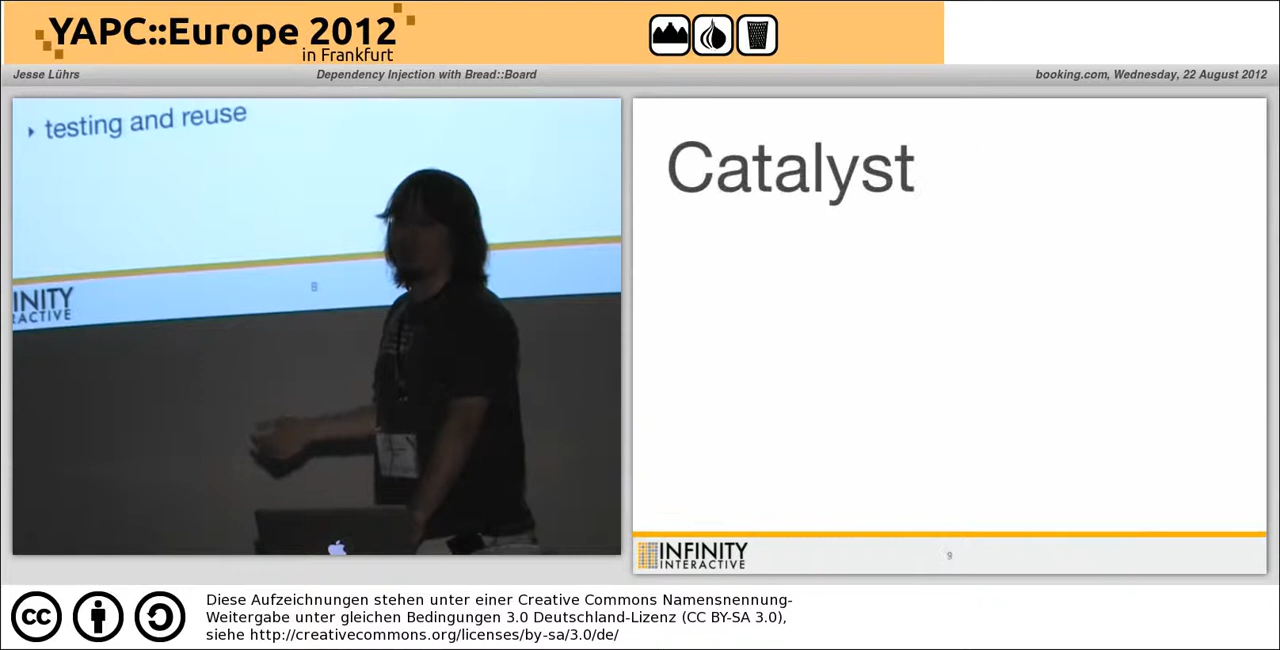 YAPC::Europe 2012
in Frankfurt
Jesse Lührs
Dependency Injection with Bread::Board
booking.com, Wednesday, 22 August 2012
testing and reuse
8
INITY
RACTIVE
Catalyst
INFINITY
INTERACTIVE
9
cc
Diese Aufzeichnungen stehen unter einer Creative Commons Namensnennung-
Weitergabe unter gleichen Bedingungen 3.0 Deutschland-Lizenz (CC BY-SA 3.0),
siehe http://creativecommons.org/licenses/by-sa/3.0/de/